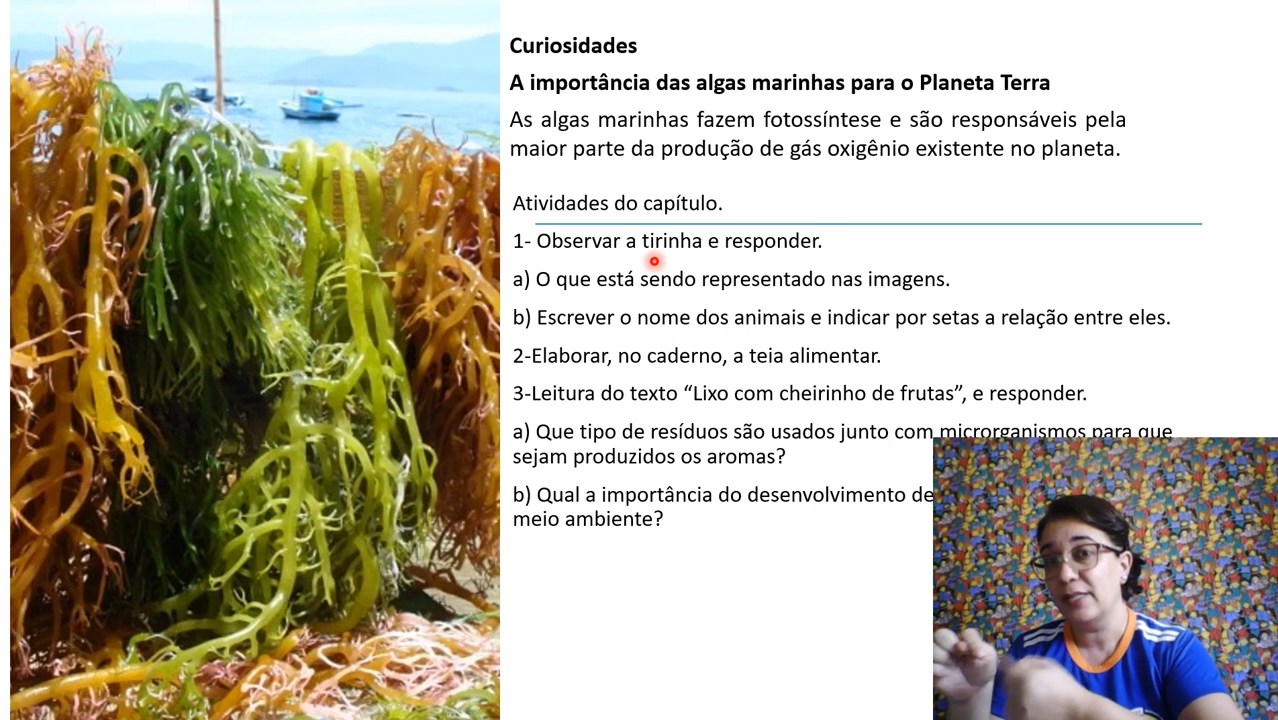 Curiosidades
A importância das algas marinhas para o Planeta Terra
As algas marinhas fazem fotossíntese e são responsáveis pela
maior parte da produção de gás oxigênio existente no planeta.
Atividades do capítulo.
1- Observar a tirinha e responder.
a) O que está sendo representado nas imagens.
b) Escrever o nome dos animais e indicar por setas a relação entre eles.
2-Elaborar, no caderno, a teia alimentar.
3-Leitura do texto “Lixo com cheirinho de frutas”, e responder.
a) Que tipo de resíduos são usados junto com microrganismos para que
sejam produzidos os aromas?
b) Qual a importância do desenvolvimento de
meio ambiente?